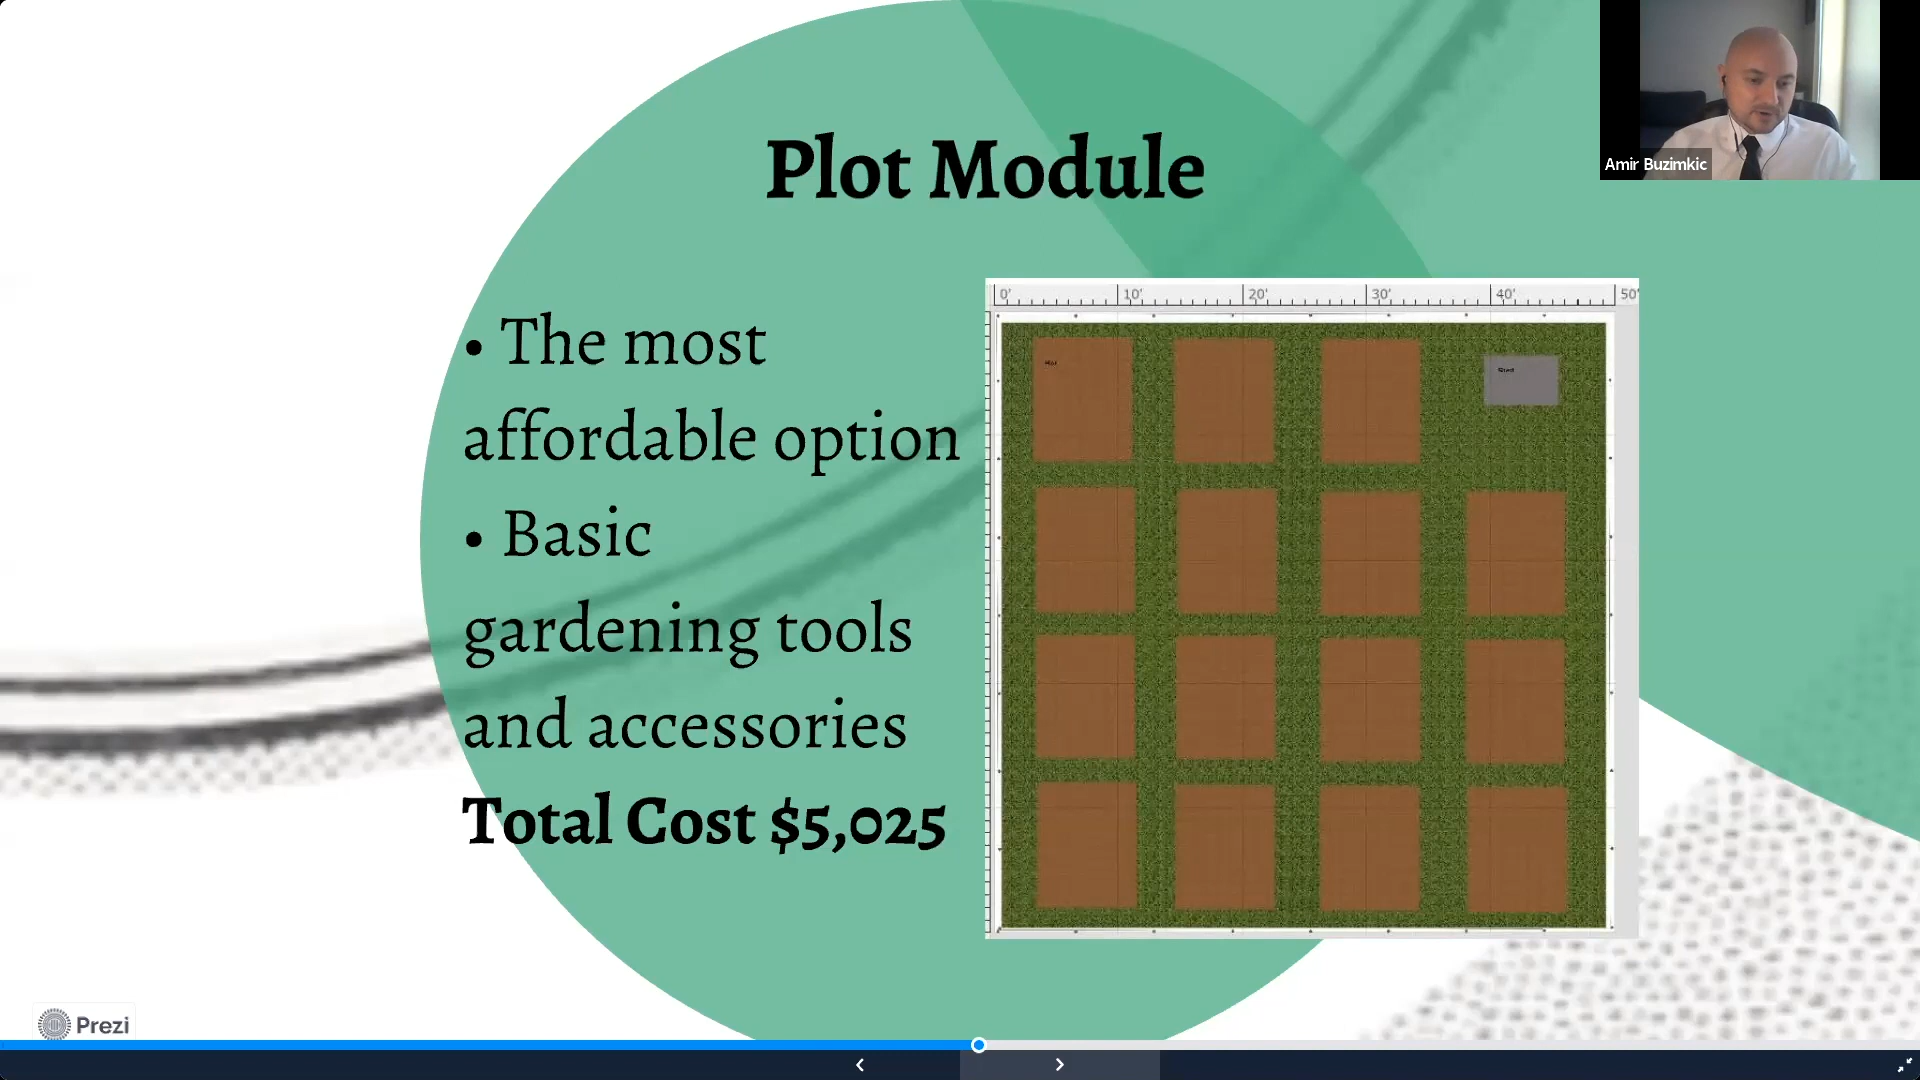 Plot Module
Amir Buzimkic
• The most
affordable option
• Basic
gardening tools
and accessories
Total Cost $5,025
0' 10' 20' 30' 40' 50'
Shed
Prezi